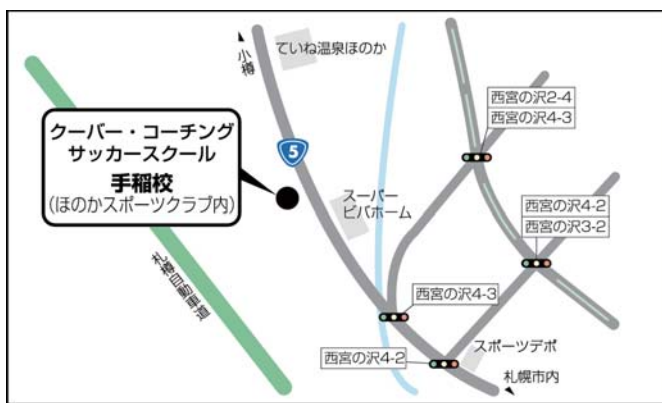 小樽
ていね温泉ほのか
クーバー・コーチング
サッカースクール
手稲校
(ほのかスポーツクラブ内)
5
西宮の沢2-4
西宮の沢4-3
スーパー
ビバホーム
西宮の沢4-2
西宮の沢3-2
札樽自動車道
西宮の沢4-3
西宮の沢4-2
スポーツデポ
札幌市内